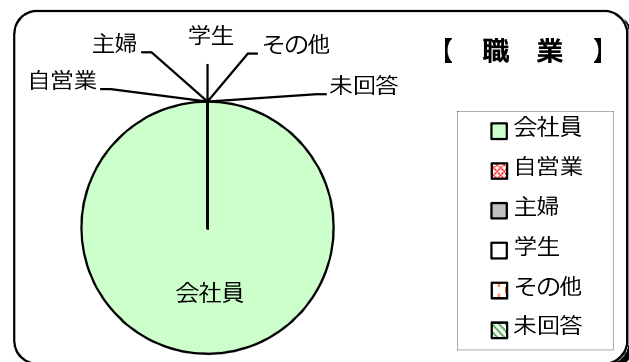 【 職 業 】
主婦
学生
その他
自営業
未回答
会社員
会社員
自営業
主婦
学生
その他
未回答